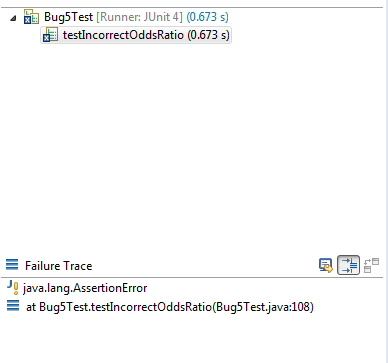 Bug5Test [Runner: JUnit 4] (0.673 s)
testIncorrectOddsRatio (0.673 s)
Failure Trace
java.lang.AssertionError
at Bug5Test.testIncorrectOddsRatio(Bug5Test.java:108)